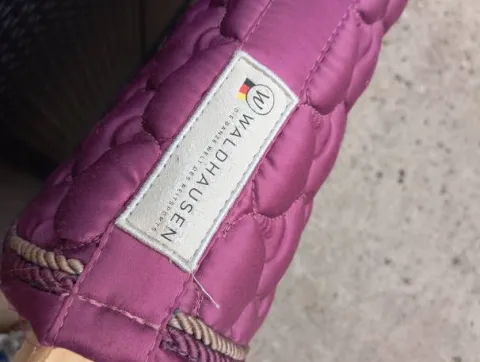 W
WALDHAUSEN
DIE GANZE WELT DES REITSPORTS